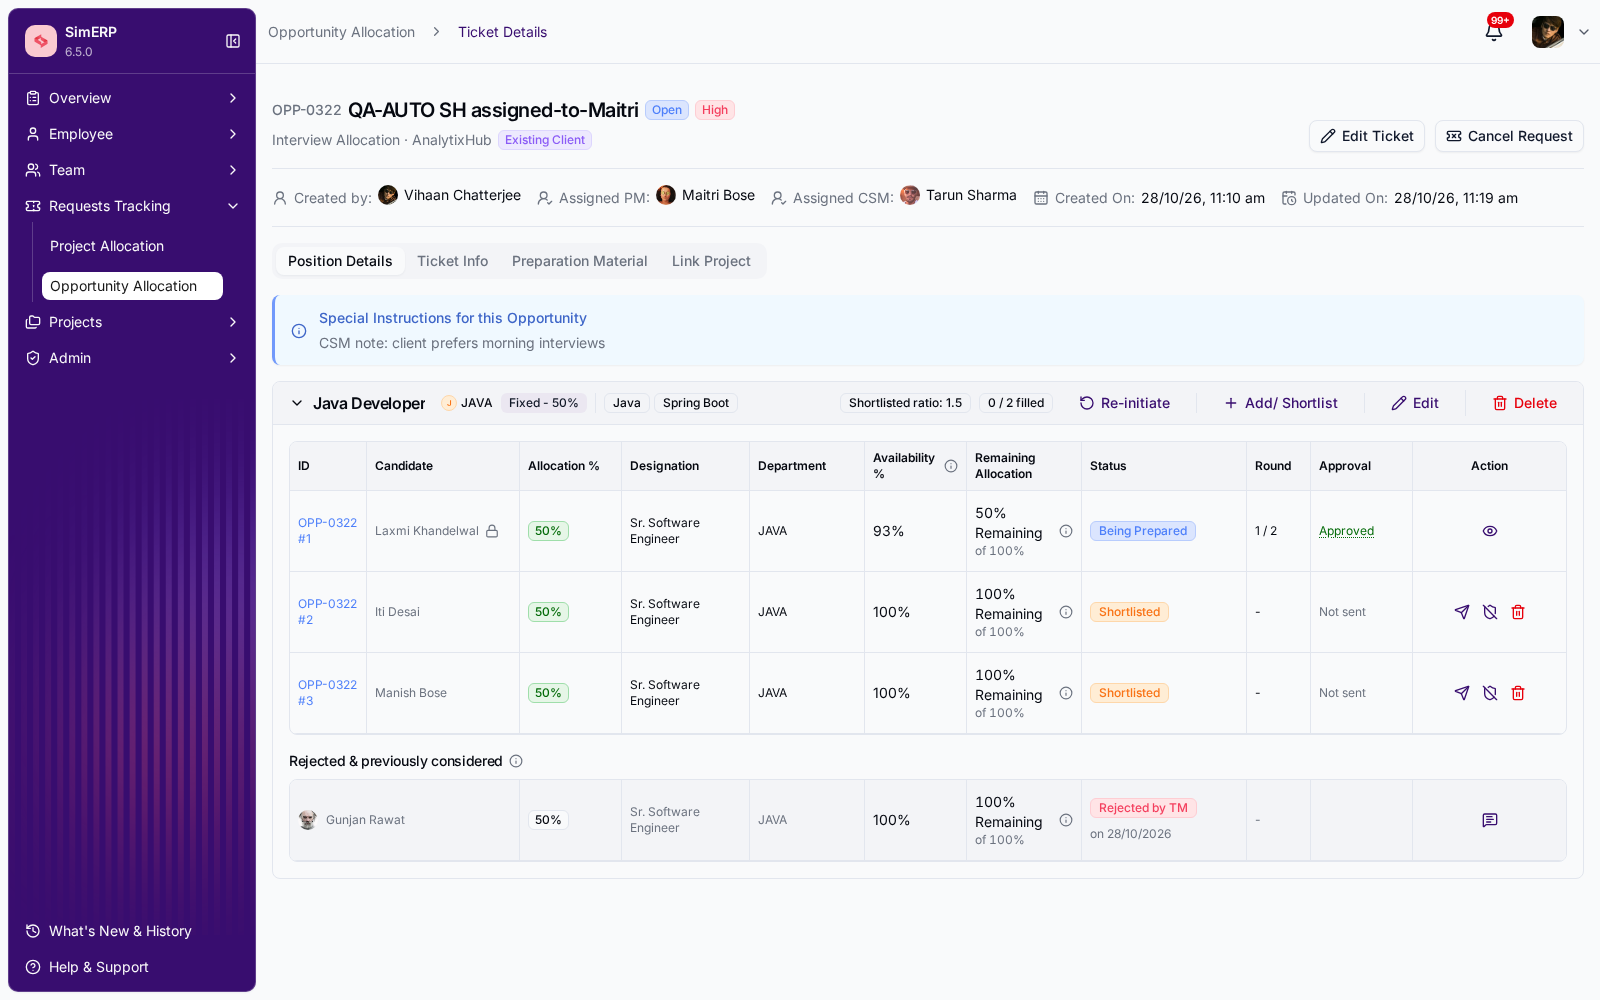 SimERP
6.5.0
Overview
Employee
Team
Requests Tracking
Project Allocation
Opportunity Allocation
Projects
Admin
What's New & History
Help & Support
Opportunity Allocation > Ticket Details
99+
OPP-0322 QA-AUTO SH assigned-to-Maitri Open High
Interview Allocation · AnalytixHub Existing Client
Edit Ticket Cancel Request
Created by: Vihaan Chatterjee Assigned PM: Maitri Bose Assigned CSM: Tarun Sharma Created On: 28/10/26, 11:10 am Updated On: 28/10/26, 11:19 am
Position Details Ticket Info Preparation Material Link Project
Special Instructions for this Opportunity
CSM note: client prefers morning interviews
Java Developer J JAVA Fixed - 50% Java Spring Boot Shortlisted ratio: 1.5 0 / 2 filled Re-initiate Add/ Shortlist Edit Delete
ID Candidate Allocation % Designation Department Availability % Remaining Allocation Status Round Approval Action
OPP-0322 #1 Laxmi Khandelwal 50% Sr. Software Engineer JAVA 93% 50% Remaining of 100% Being Prepared 1 / 2 Approved
OPP-0322 #2 Iti Desai 50% Sr. Software Engineer JAVA 100% 100% Remaining of 100% Shortlisted - Not sent
OPP-0322 #3 Manish Bose 50% Sr. Software Engineer JAVA 100% 100% Remaining of 100% Shortlisted - Not sent
Rejected & previously considered
Gunjan Rawat 50% Sr. Software Engineer JAVA 100% 100% Remaining of 100% Rejected by TM on 28/10/2026 -